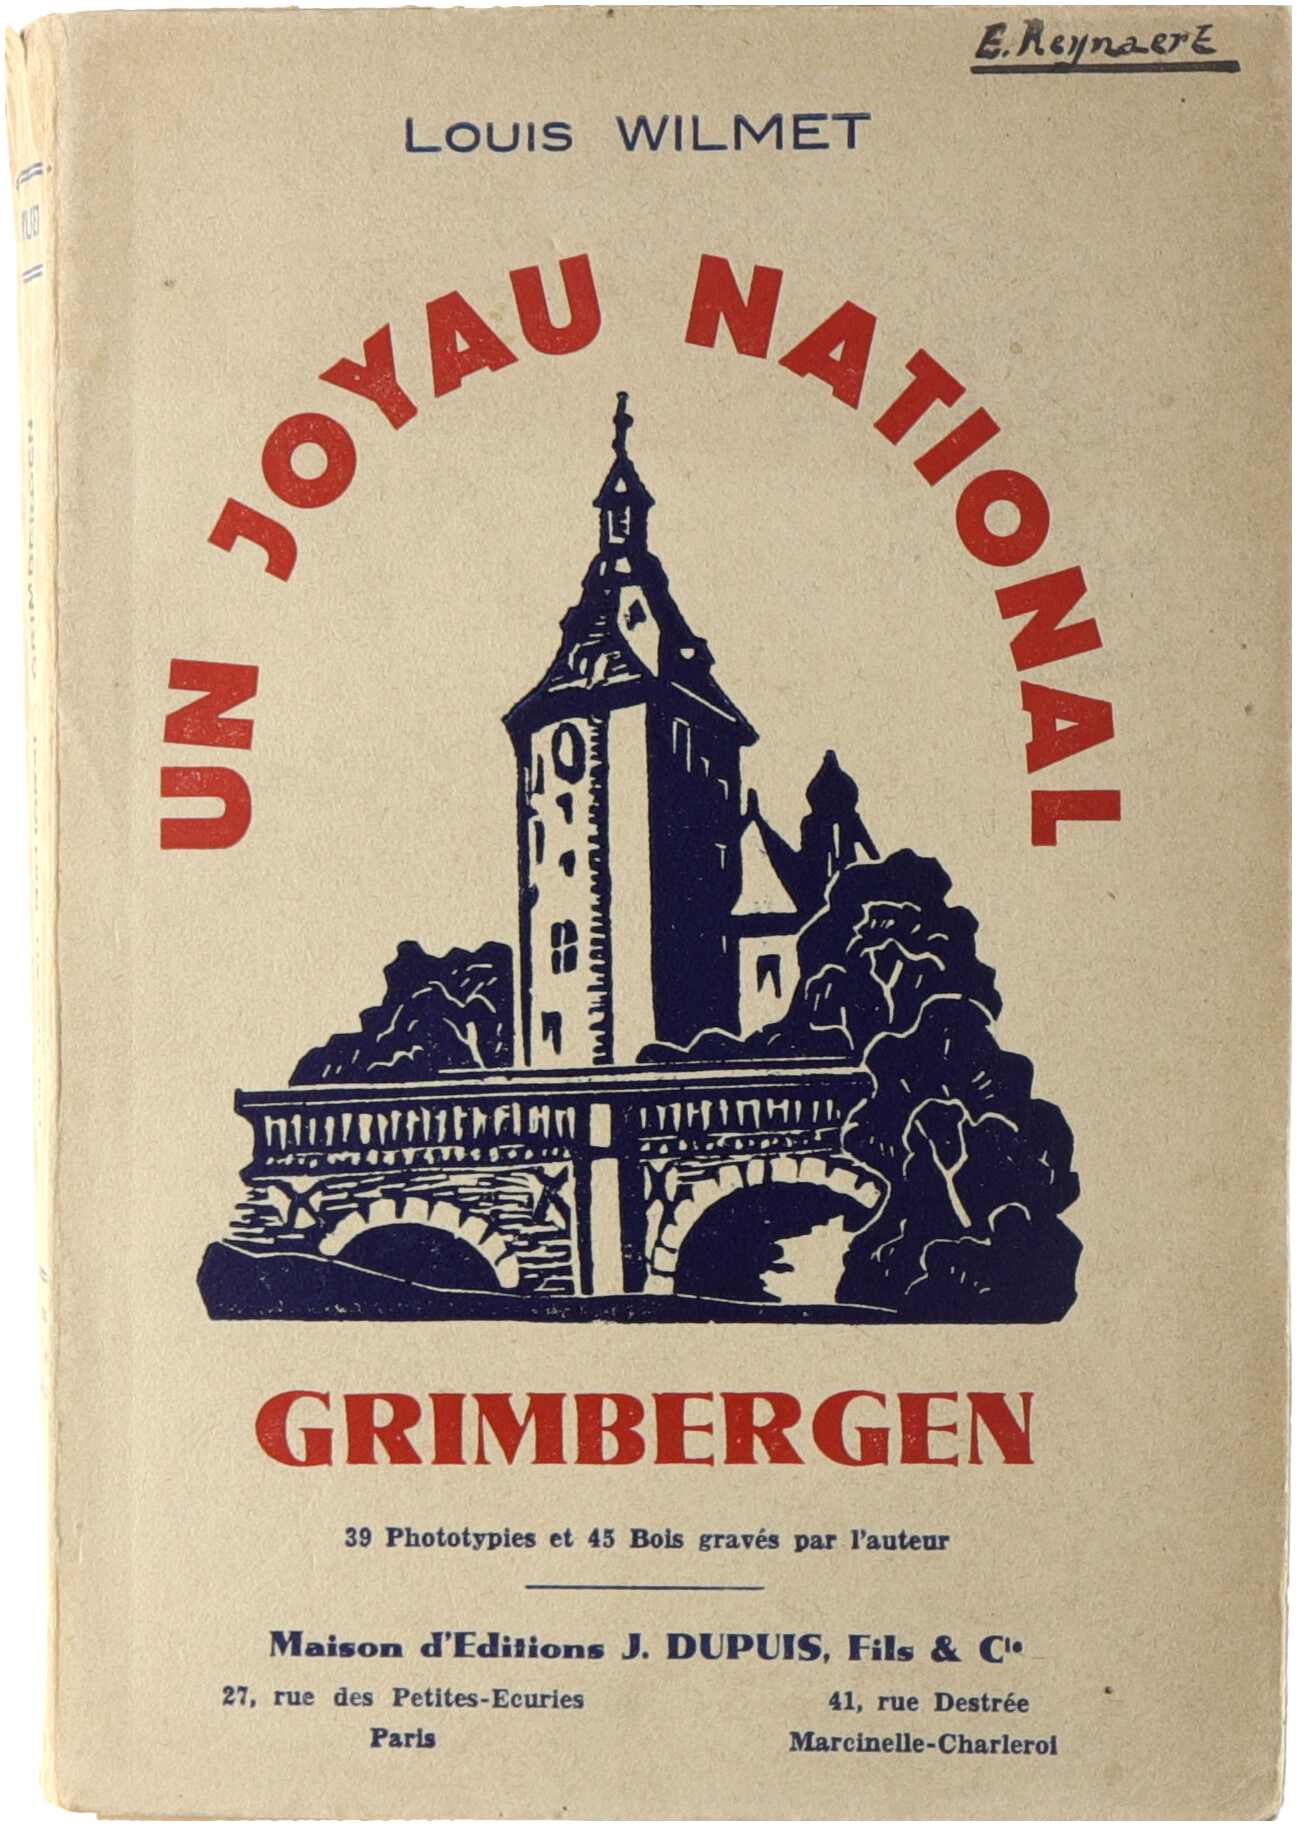 E. Reynaert
LOUIS WILMET
UN JOYAU NATIONAL
GRIMBERGEN
39 Phototypies et 45 Bois gravés par l'auteur
Maison d'Editions J. DUPUIS, Fils & Cie
27, rue des Petites-Ecuries
Paris
41, rue Destrée
Marcinelle-Charleroi
GRIMBERGEN